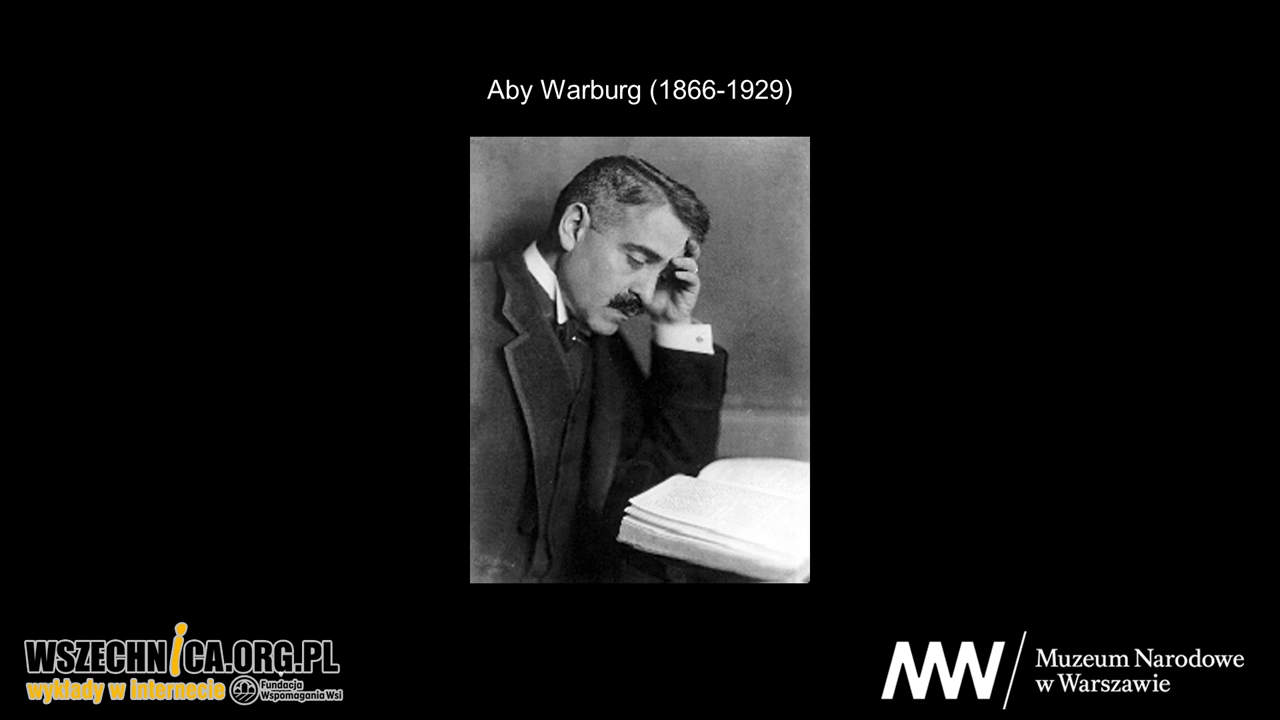 Aby Warburg (1866-1929)
WSZECHNICA.ORG.PL
wykłady w internecie
Fundacja
Wspomagania Wsi
Muzeum Narodowe
w Warszawie